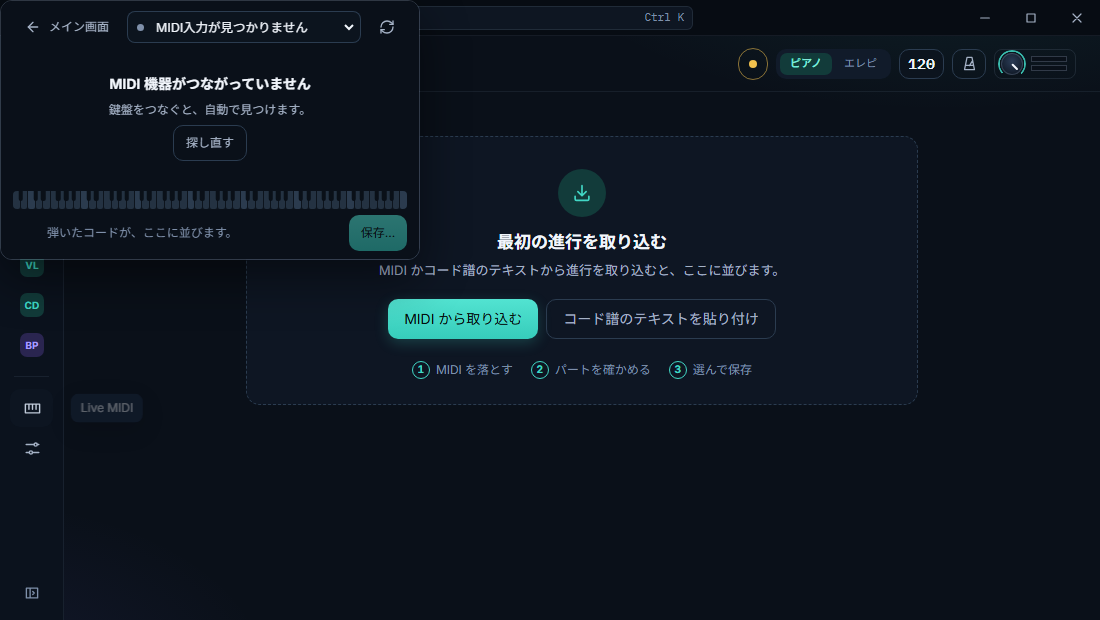 メイン画面
MIDI入力が見つかりません
Ctrl K
MIDI 機器がつながっていません
鍵盤をつなぐと、自動で見つけます。
探し直す
弾いたコードが、ここに並びます。
保存...
ピアノ
エレピ
120
最初の進行を取り込む
MIDI かコード譜のテキストから進行を取り込むと、ここに並びます。
MIDI から取り込む
コード譜のテキストを貼り付け
1 MIDI を落とす
2 パートを確かめる
3 選んで保存
VL
CD
BP
Live MIDI